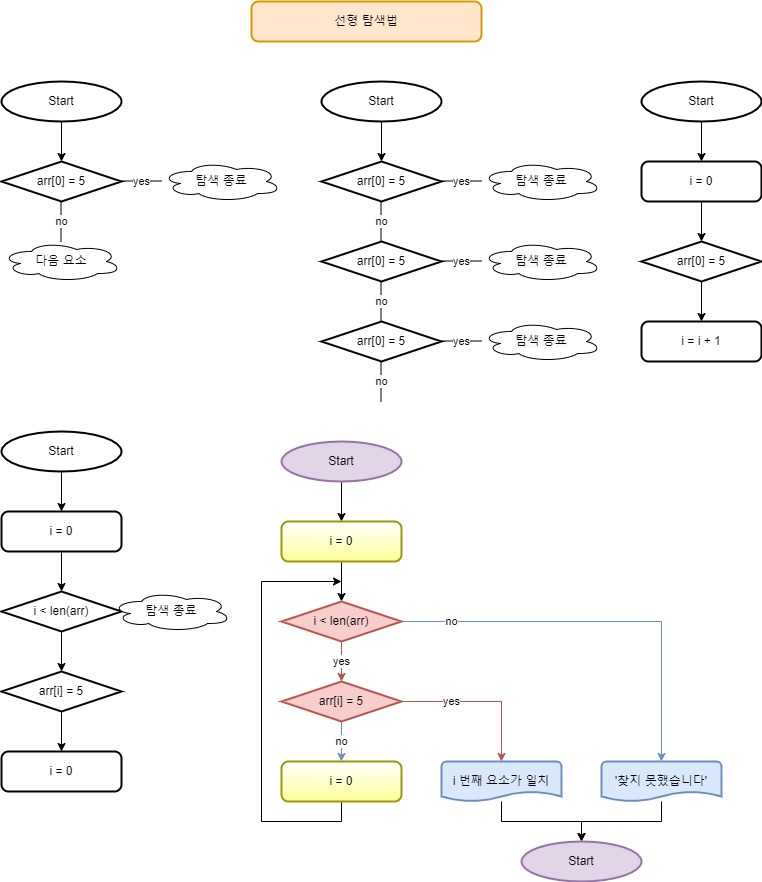 선형 탐색법
Start
arr[0] = 5
yes
탐색 종료
no
다음 요소
Start
arr[0] = 5
yes
탐색 종료
no
arr[0] = 5
yes
탐색 종료
no
arr[0] = 5
yes
탐색 종료
no
Start
i = 0
arr[0] = 5
i = i + 1
Start
i = 0
i < len(arr)
탐색 종료
arr[i] = 5
i = 0
Start
i = 0
i < len(arr)
no
yes
arr[i] = 5
yes
no
i = 0
i 번째 요소가 일치
'찾지 못했습니다'
Start